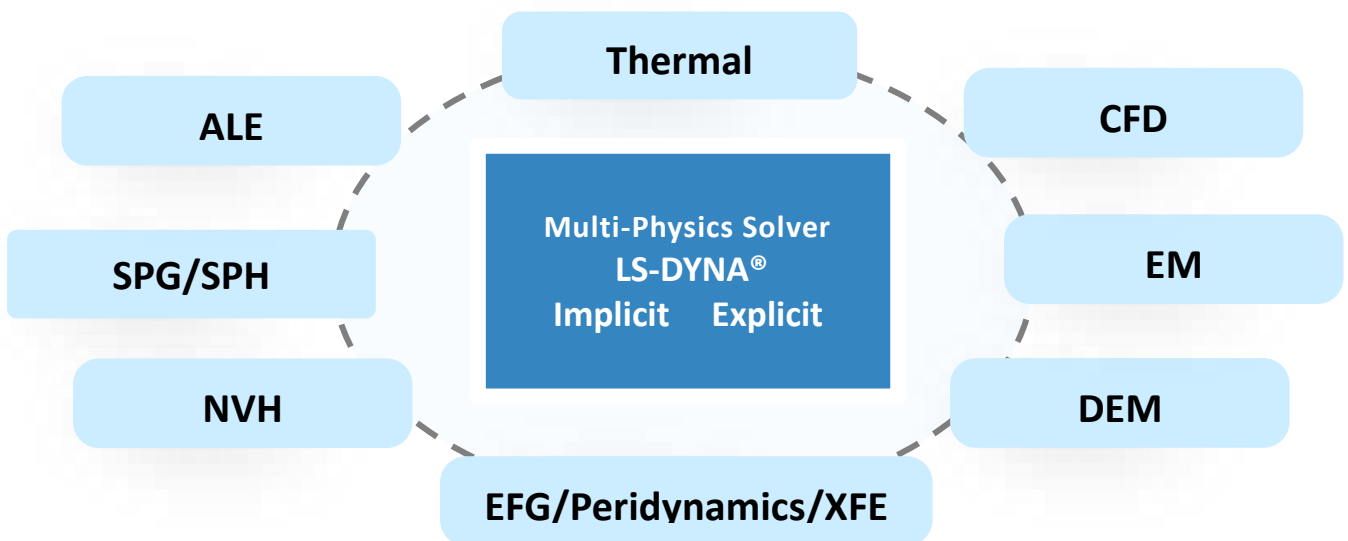 Thermal
ALE
CFD
Multi-Physics Solver
LS-DYNA®
Implicit Explicit
SPG/SPH
EM
NVH
DEM
EFG/Peridynamics/XFE